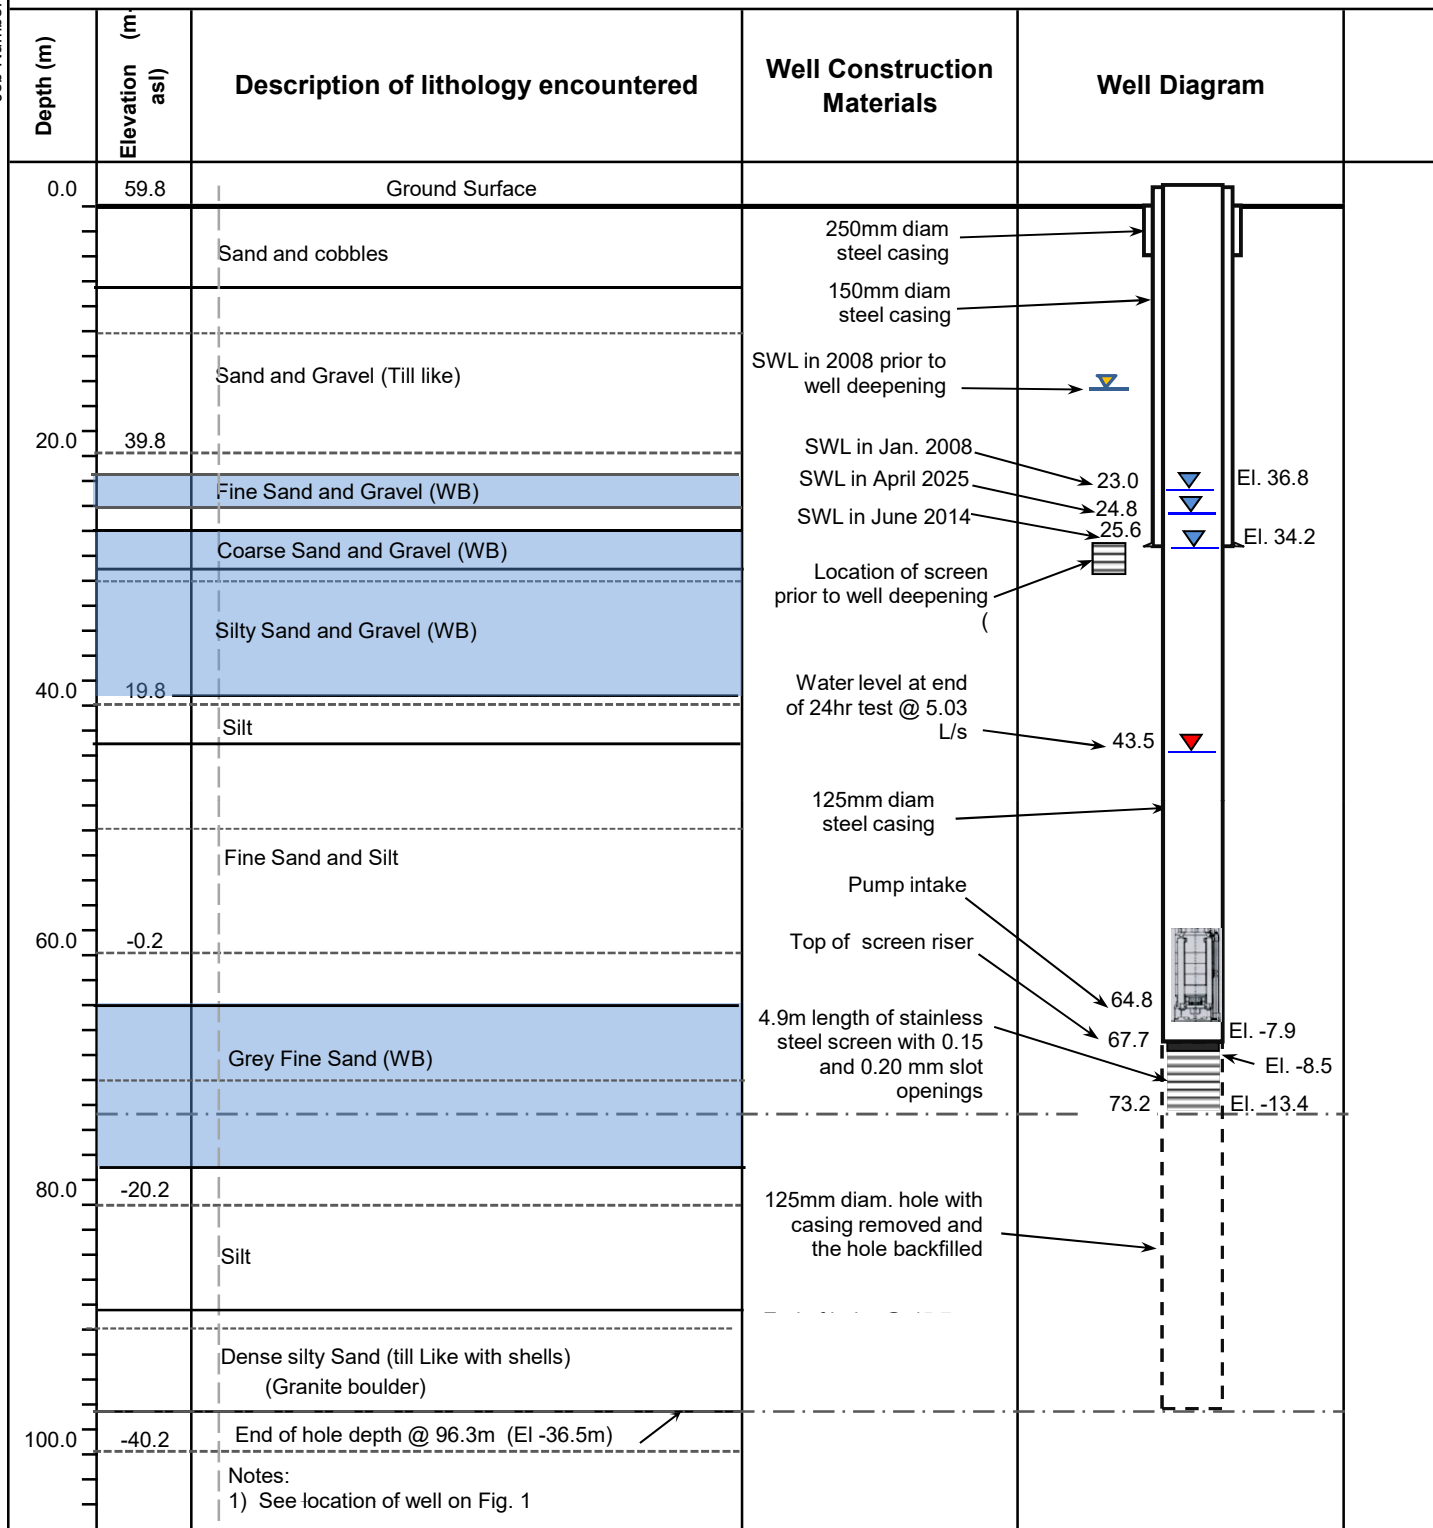 Depth (m)
Elevation (m-
asl)
Description of lithology encountered
Well Construction
Materials
Well Diagram
0.0
59.8
Ground Surface
Sand and cobbles
250mm diam
steel casing
150mm diam
steel casing
Sand and Gravel (Till like)
SWL in 2008 prior to
well deepening
20.0
39.8
SWL in Jan. 2008
23.0
El. 36.8
Fine Sand and Gravel (WB)
SWL in April 2025
24.8
SWL in June 2014
25.6
El. 34.2
Coarse Sand and Gravel (WB)
Location of screen
prior to well deepening
(
Silty Sand and Gravel (WB)
40.0
19.8
Silt
Water level at end
of 24hr test @ 5.03
L/s
43.5
125mm diam
steel casing
Fine Sand and Silt
Pump intake
60.0
-0.2
Top of screen riser
64.8
67.7
El. -7.9
Grey Fine Sand (WB)
4.9m length of stainless
steel screen with 0.15
and 0.20 mm slot
openings
El. -8.5
73.2
El. -13.4
80.0
-20.2
125mm diam. hole with
casing removed and
the hole backfilled
Silt
Dense silty Sand (till Like with shells)
(Granite boulder)
100.0
-40.2
End of hole depth @ 96.3m (El -36.5m)
Notes:
1) See location of well on Fig. 1